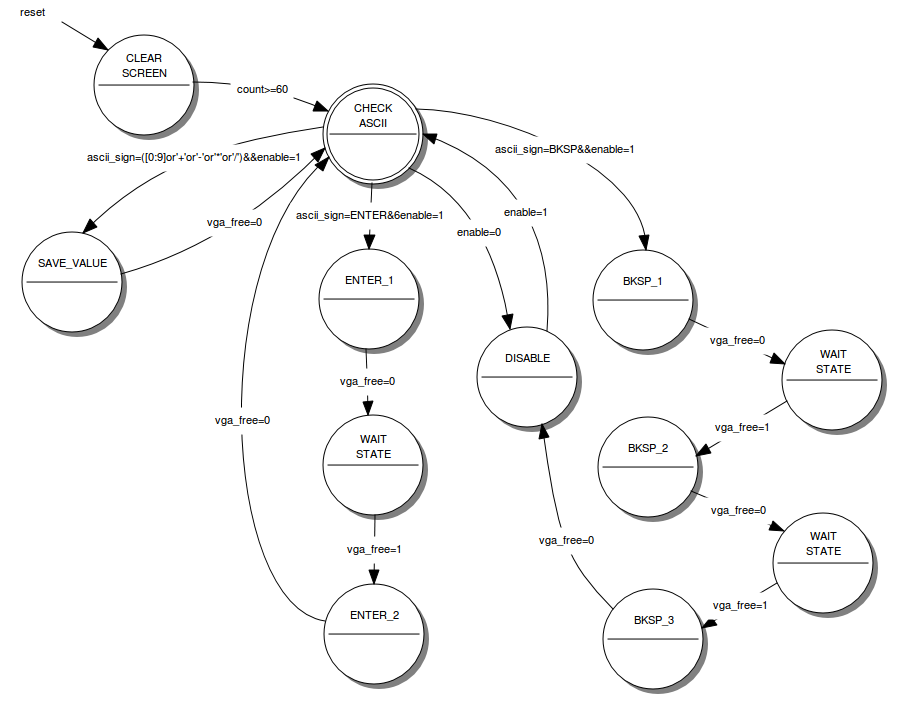 reset
CLEAR
SCREEN
count>=60
CHECK
ASCII
ascii_sign=([0:9]or'+'or'-'or'*'or'/')&&enable=1
ascii_sign=BKSP&&enable=1
vga_free=0
ascii_sign=ENTER&6enable=1
enable=0
enable=1
SAVE_VALUE
ENTER_1
BKSP_1
vga_free=0
WAIT
STATE
DISABLE
vga_free=0
vga_free=0
vga_free=1
WAIT
STATE
BKSP_2
vga_free=0
WAIT
STATE
vga_free=1
vga_free=0
vga_free=1
ENTER_2
BKSP_3